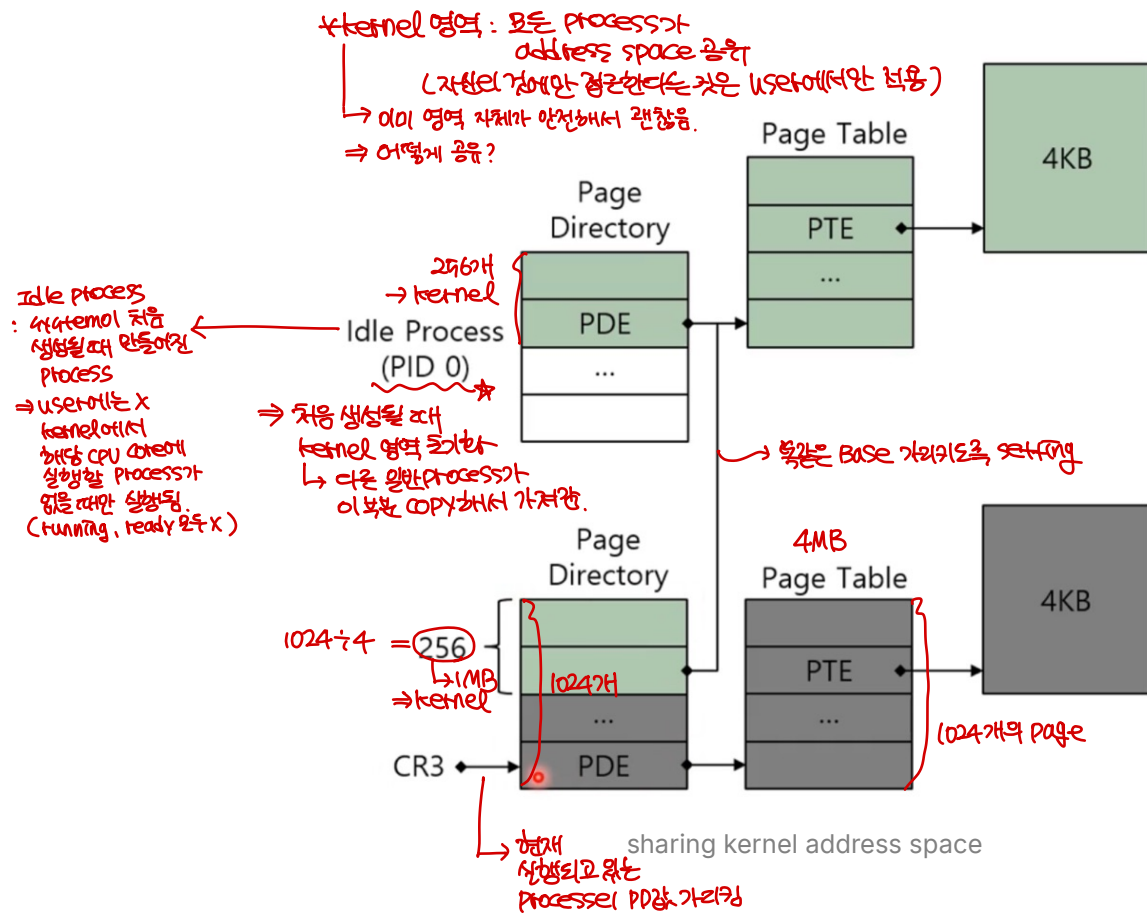 *kernel 영역 : 모든 process가
address space 공유
(자신의 것에만 접근한다는 것은 user에서만 적용)
↳ 이미 영역 자체가 안전해서 괜찮음.
⇒ 어떻게 공유?
Page Table
4KB
PTE
...
Page
Directory
256개
→ kernel
PDE
...
Idle Process
(PID 0)
Idle process
: system이 처음
생성될 때 만들어진
process
⇒ user에는 X
kernel에서
해당 CPU core에
실행할 process가
없을 때만 실행됨.
(running, ready 모두 X)
⇒ 처음 생성될 때
kernel 영역 초기화
↳ 다른 일반 process가
이 부분 copy해서 가져감.
→ 똑같은 Base 가리키도록 setting
Page
Directory
4MB
Page Table
4KB
1024÷4 = 256
↳ 1MB
⇒ kernel
1024개
PTE
...
...
1024개의 page
CR3
PDE
sharing kernel address space
→ 현재
실행되고 있는
process의 PD값 가리킴